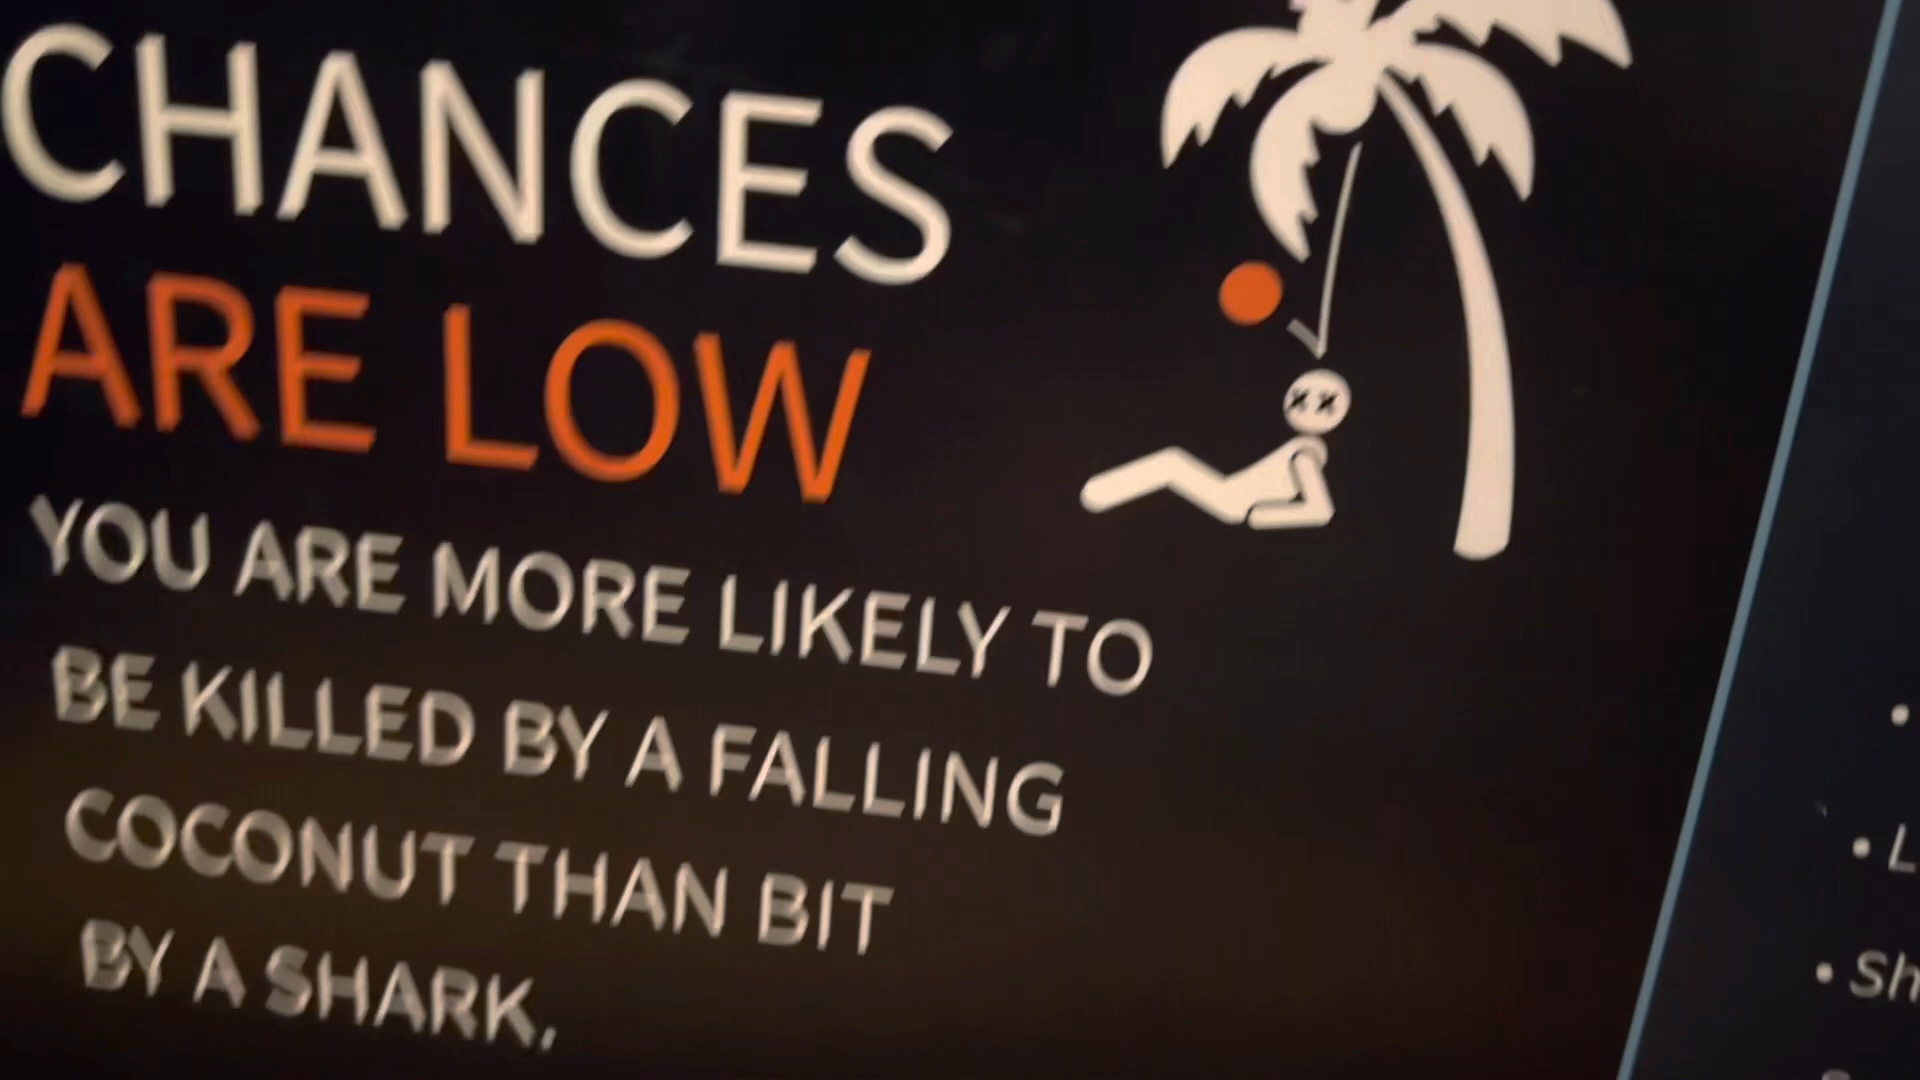 CHANCES
ARE LOW
YOU ARE MORE LIKELY TO
BE KILLED BY A FALLING
COCONUT THAN BIT
BY A SHARK.